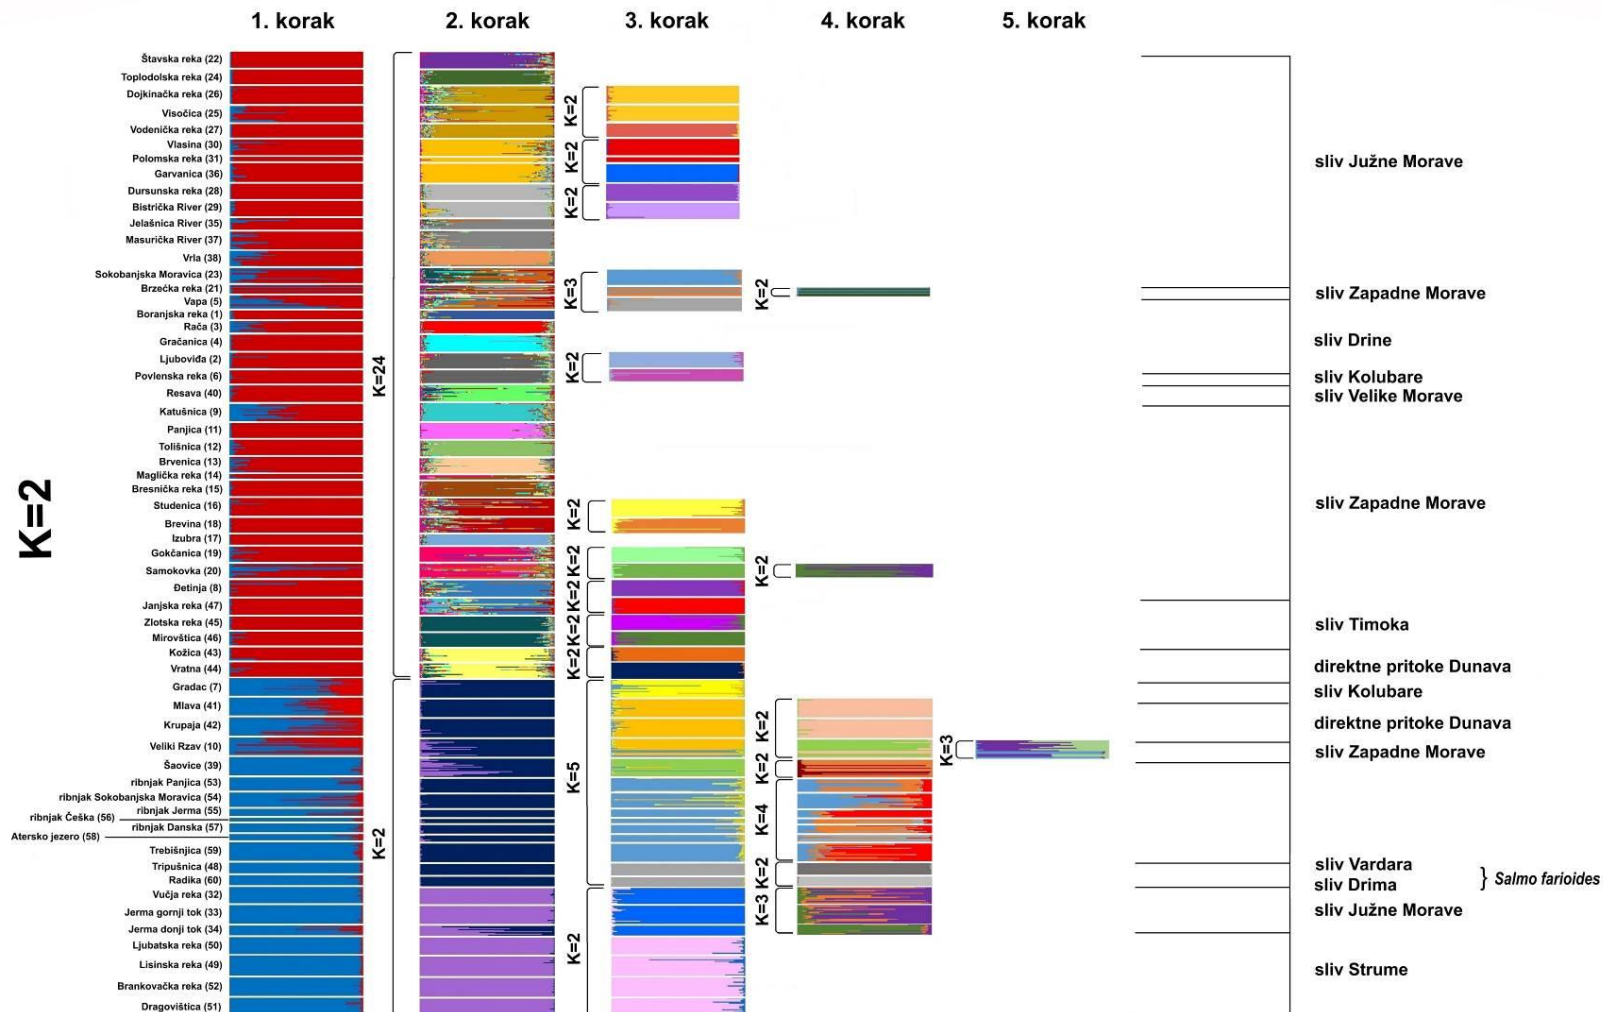 1. korak
2. korak
3. korak
4. korak
5. korak
K=2
Štavska reka (22)
Toplodolska reka (24)
Dojkinačka reka (26)
Visočica (25)
Vodenička reka (27)
Vlasina (30)
Polomska reka (31)
Garvanica (36)
Dursunska reka (28)
Bistrička River (29)
Jelašnica River (35)
Masurička River (37)
Vrla (38)
Sokobanjska Moravica (23)
Brzećka reka (21)
Vapa (5)
Boranjska reka (1)
Rača (3)
Gračanica (4)
Ljuboviđa (2)
Povlenska reka (6)
Resava (40)
Katušnica (9)
Panjica (11)
Tolišnica (12)
Brvenica (13)
Maglička reka (14)
Bresnička reka (15)
Studenica (16)
Brevina (18)
Izubra (17)
Gokčanica (19)
Samokovka (20)
Đetinja (8)
Janjska reka (47)
Zlotska reka (45)
Mirovštica (46)
Kožica (43)
Vratna (44)
Gradac (7)
Mlava (41)
Krupaja (42)
Veliki Rzav (10)
Šaovice (39)
ribnjak Panjica (53)
ribnjak Sokobanjska Moravica (54)
ribnjak Jerma (55)
ribnjak Češka (56)
ribnjak Danska (57)
Atersko jezero (58)
Trebišnjica (59)
Tripušnica (48)
Radika (60)
Vučja reka (32)
Jerma gornji tok (33)
Jerma donji tok (34)
Ljubatska reka (50)
Lisinska reka (49)
Brankovačka reka (52)
Dragovištica (51)
K=24
K=2
K=2
K=2
K=2
K=3
K=2
K=2
K=2
K=2
K=2
K=2
K=5
K=2
K=2
K=2
K=2
K=2
K=4
K=2
K=3
K=3
sliv Južne Morave
sliv Zapadne Morave
sliv Drine
sliv Kolubare
sliv Velike Morave
sliv Zapadne Morave
sliv Timoka
direktne pritoke Dunava
sliv Kolubare
direktne pritoke Dunava
sliv Zapadne Morave
sliv Vardara
sliv Drima
} Salmo farioides
sliv Južne Morave
sliv Strume